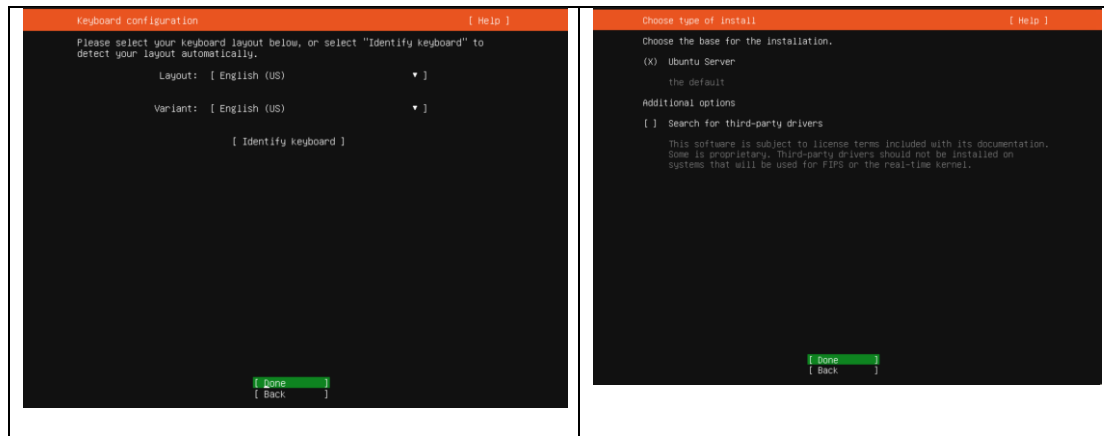 Keyboard configuration [ Help ]
Please select your keyboard layout below, or select "Identify keyboard" to
detect your layout automatically.
Layout: [ English (US) ▾ ]
Variant: [ English (US) ▾ ]
[ Identify keyboard ]
[ Done ]
[ Back ]
Choose type of install [ Help ]
Choose the base for the installation.
(X) Ubuntu Server
the default
Additional options
[ ] Search for third-party drivers
This software is subject to license terms included with its documentation.
Some is proprietary. Third-party drivers should not be installed on
systems that will be used for FIPS or the real-time kernel.
[ Done ]
[ Back ]